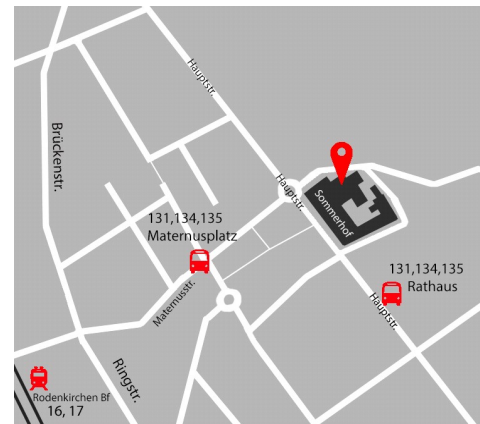 Hauptstr.
Brückenstr.
Hauptstr.
Sommerhof
131,134,135
Maternusplatz
131,134,135
Rathaus
Maternusstr.
Hauptstr.
Ringstr.
Rodenkirchen Bf
16, 17